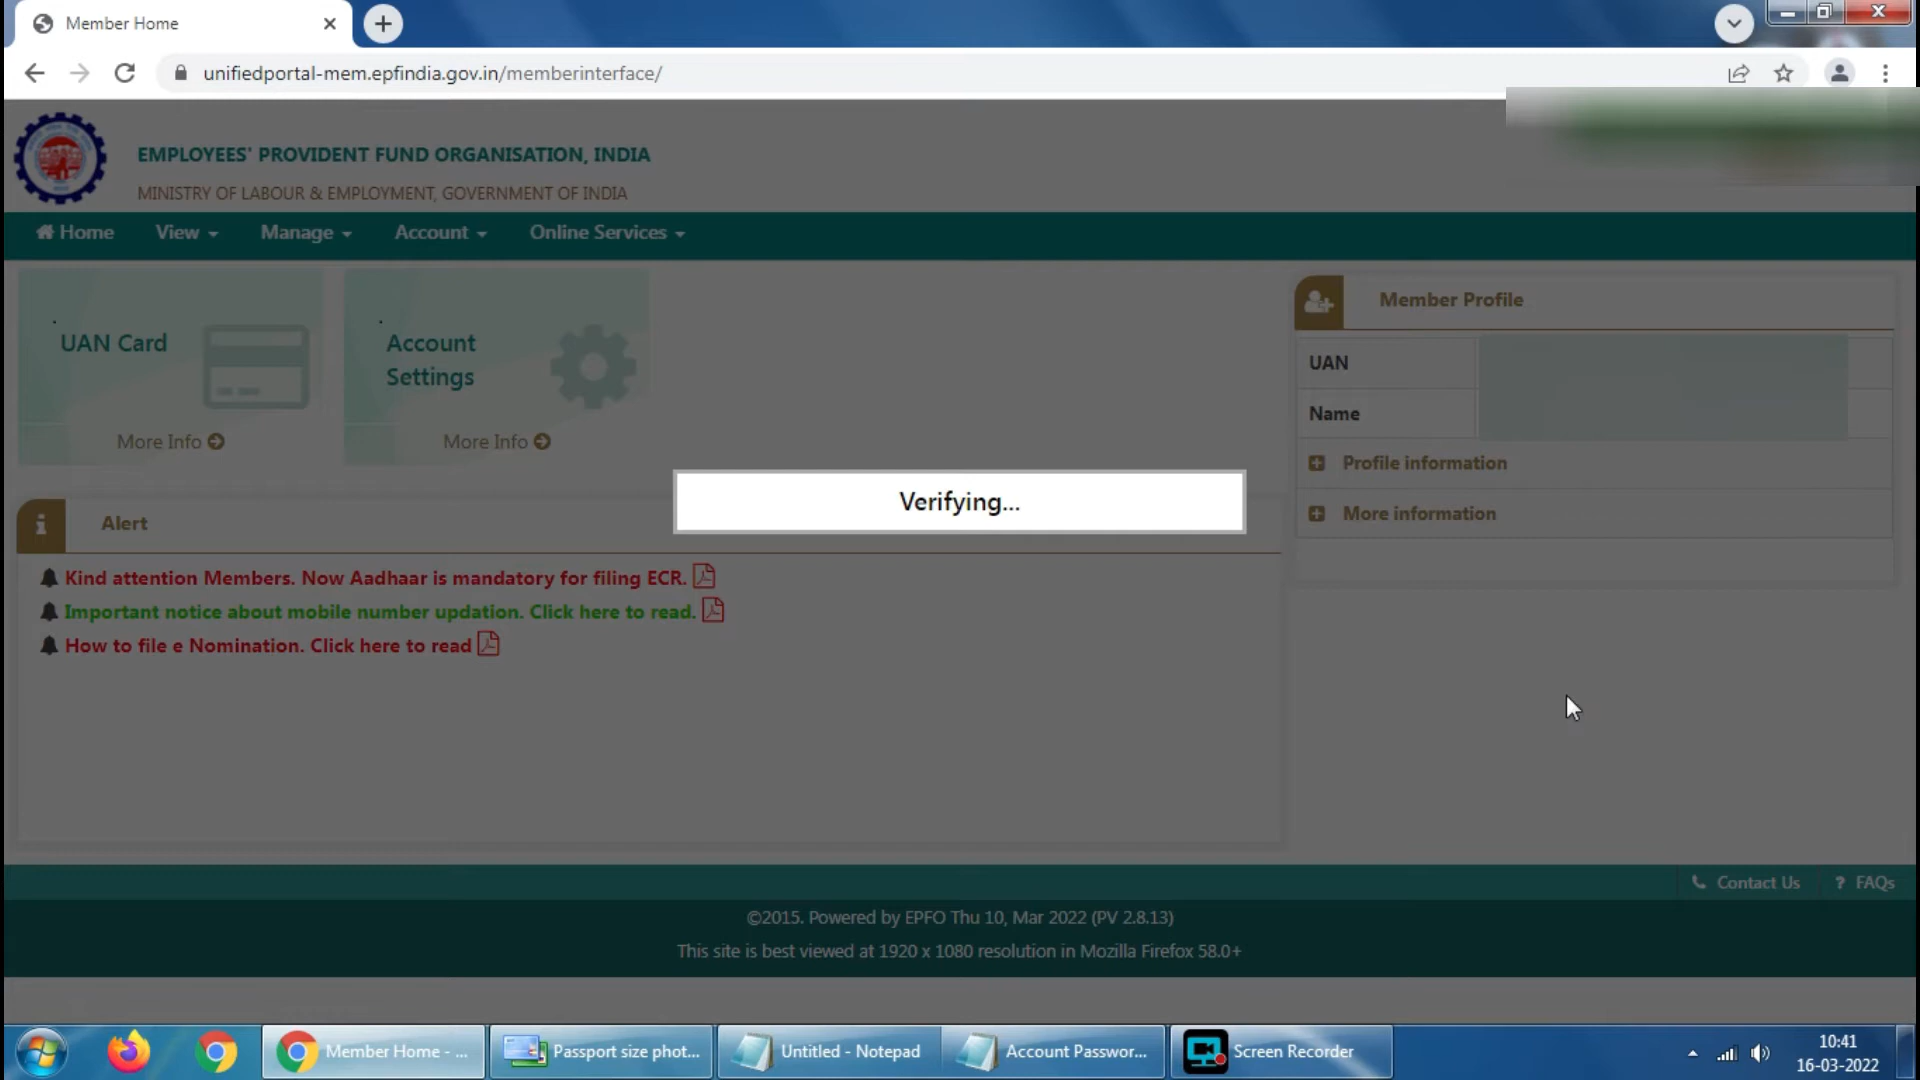 Member Home
unifiedportal-mem.epfindia.gov.in/memberinterface/
EMPLOYEES' PROVIDENT FUND ORGANISATION, INDIA
MINISTRY OF LABOUR & EMPLOYMENT, GOVERNMENT OF INDIA
Home View Manage Account Online Services
UAN Card
More Info
Account
Settings
More Info
Member Profile
UAN
Name
Profile information
More information
Verifying...
Alert
Kind attention Members. Now Aadhaar is mandatory for filing ECR.
Important notice about mobile number updation. Click here to read.
How to file e Nomination. Click here to read
Contact Us ? FAQs
©2015. Powered by EPFO Thu 10, Mar 2022 (PV 2.8.13)
This site is best viewed at 1920 x 1080 resolution in Mozilla Firefox 58.0+
Member Home - ... Passport size phot... Untitled - Notepad Account Passwor... Screen Recorder
10:41
16-03-2022